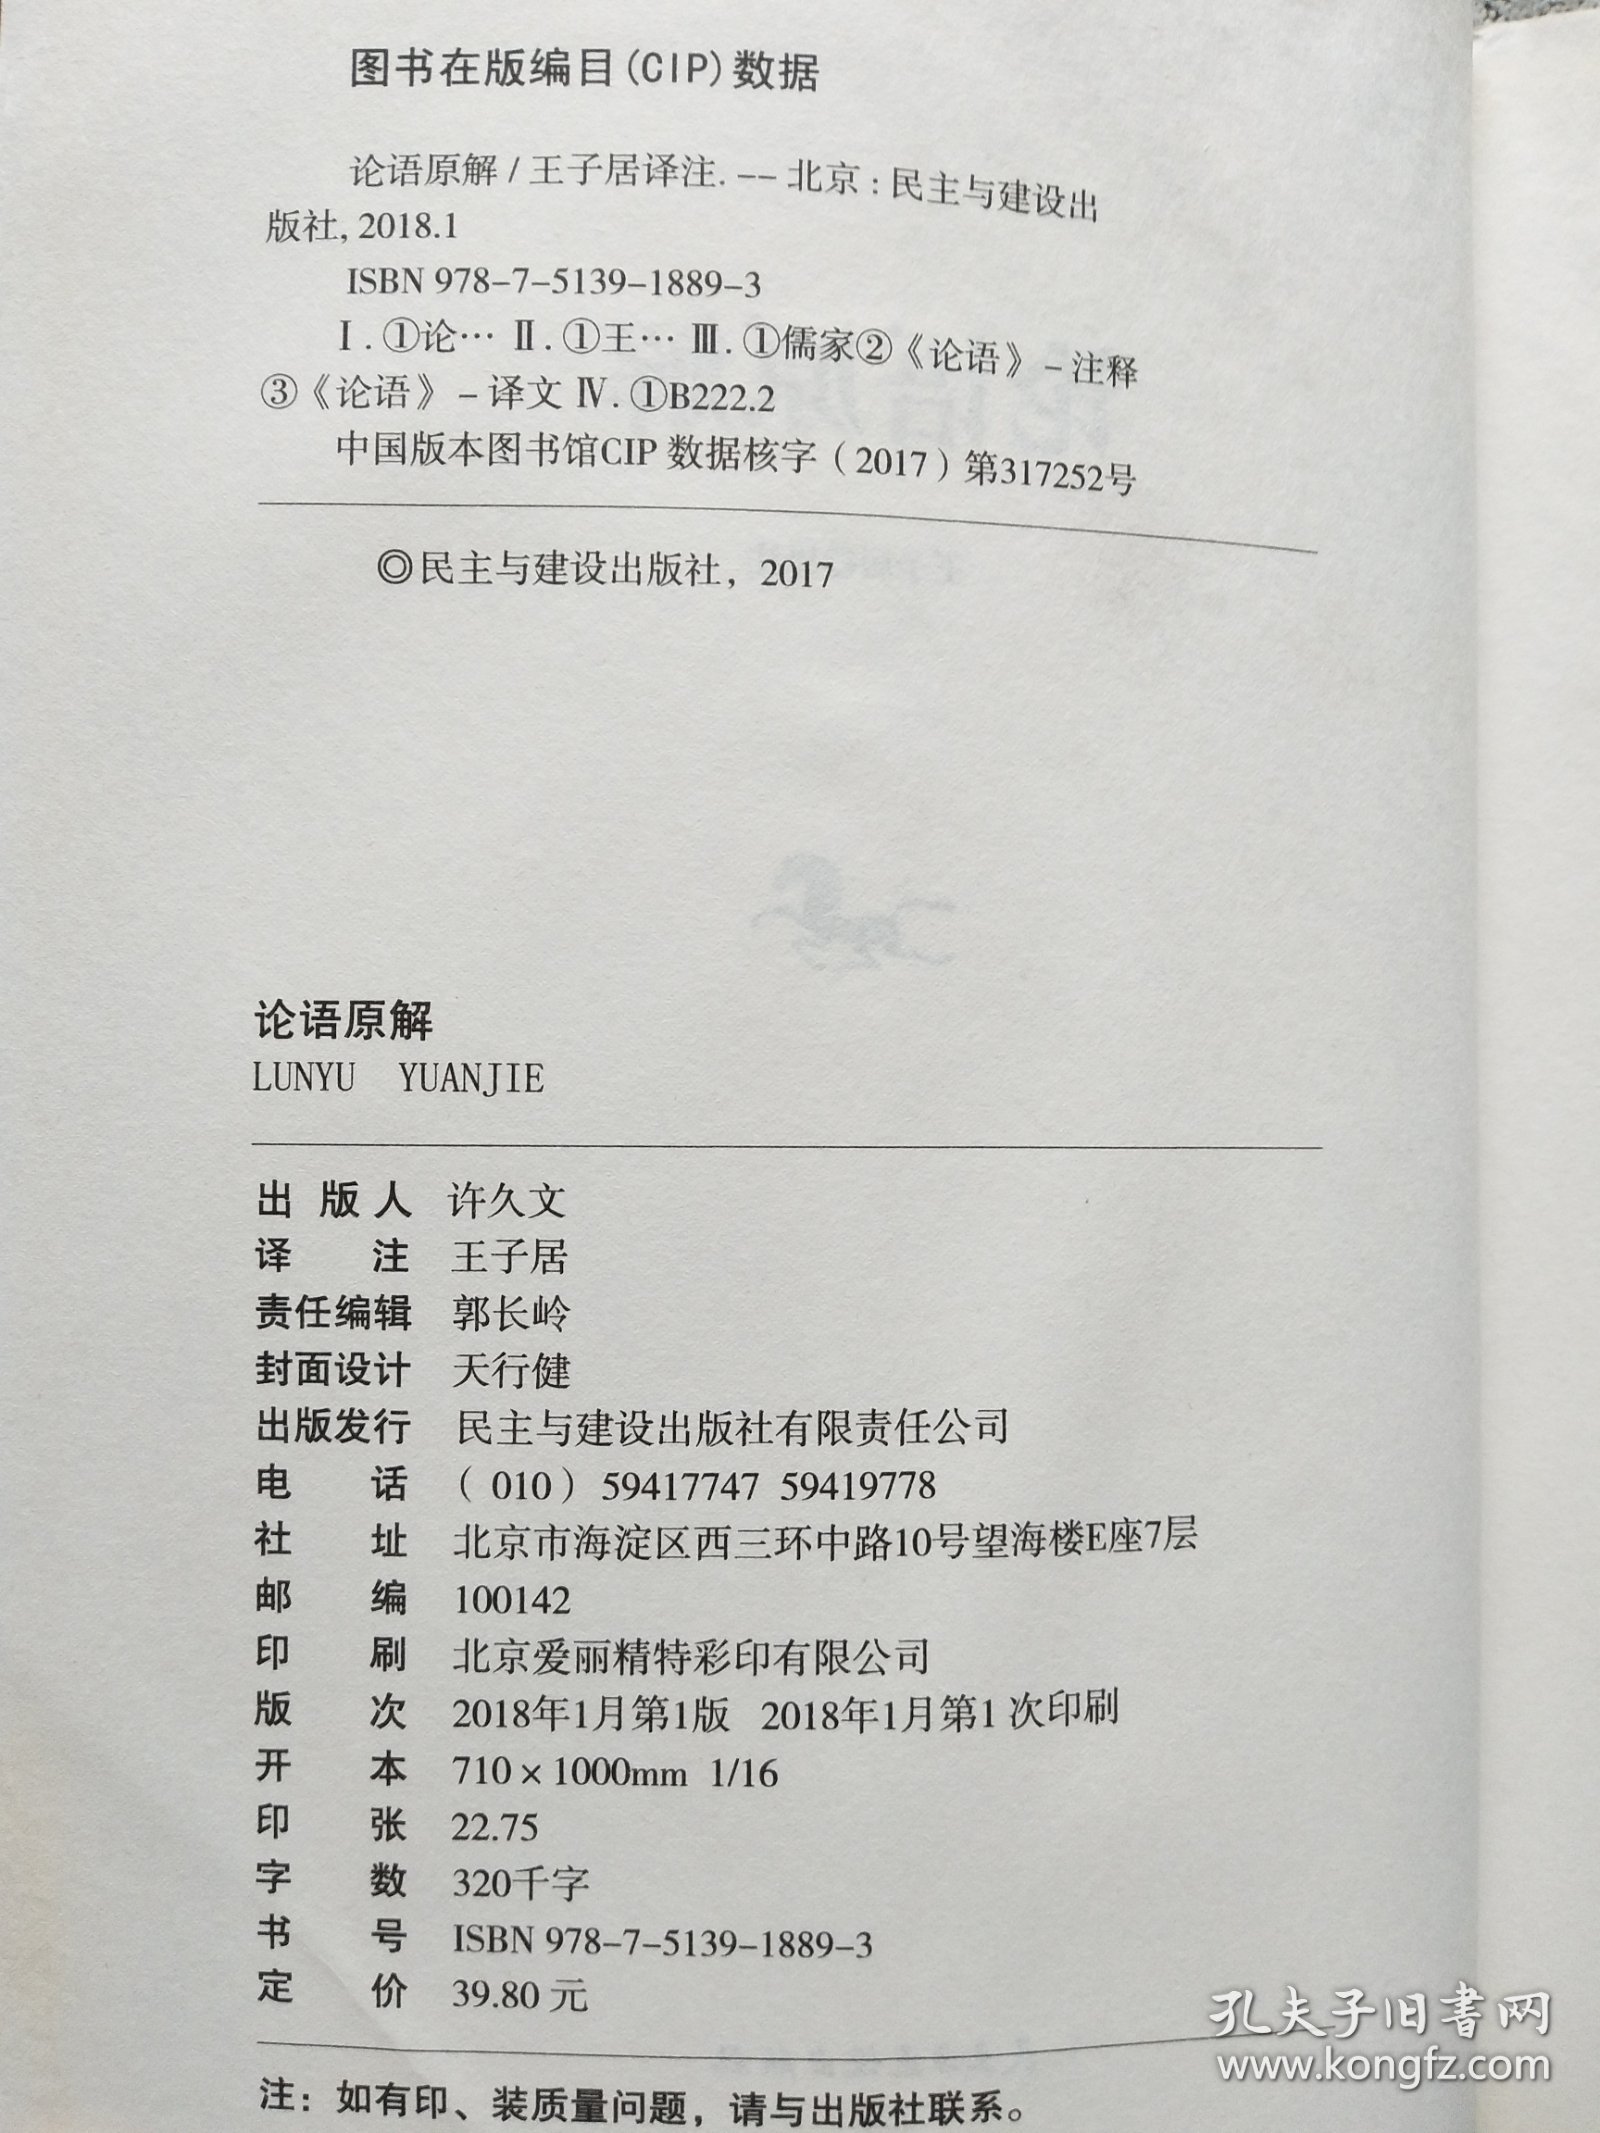 图书在版编目(CIP)数据
论语原解 / 王子居译注. -- 北京 : 民主与建设出
版社, 2018.1
ISBN 978-7-5139-1889-3
Ⅰ. ①论… Ⅱ. ①王… Ⅲ. ①儒家②《论语》-注释
③《论语》-译文 Ⅳ. ①B222.2
中国版本图书馆CIP 数据核字（2017）第317252号
◎民主与建设出版社，2017
论语原解
LUNYU YUANJIE
出版人 许久文
译注 王子居
责任编辑 郭长岭
封面设计 天行健
出版发行 民主与建设出版社有限责任公司
电话 （010）59417747 59419778
社址 北京市海淀区西三环中路10号望海楼E座7层
邮编 100142
印刷 北京爱丽精特彩印有限公司
版次 2018年1月第1版 2018年1月第1 次印刷
开本 710×1000mm 1/16
印张 22.75
字数 320千字
书号 ISBN 978-7-5139-1889-3
定价 39.80 元
注：如有印、装质量问题，请与出版社联系。
孔夫子旧书网
www.kongfz.com